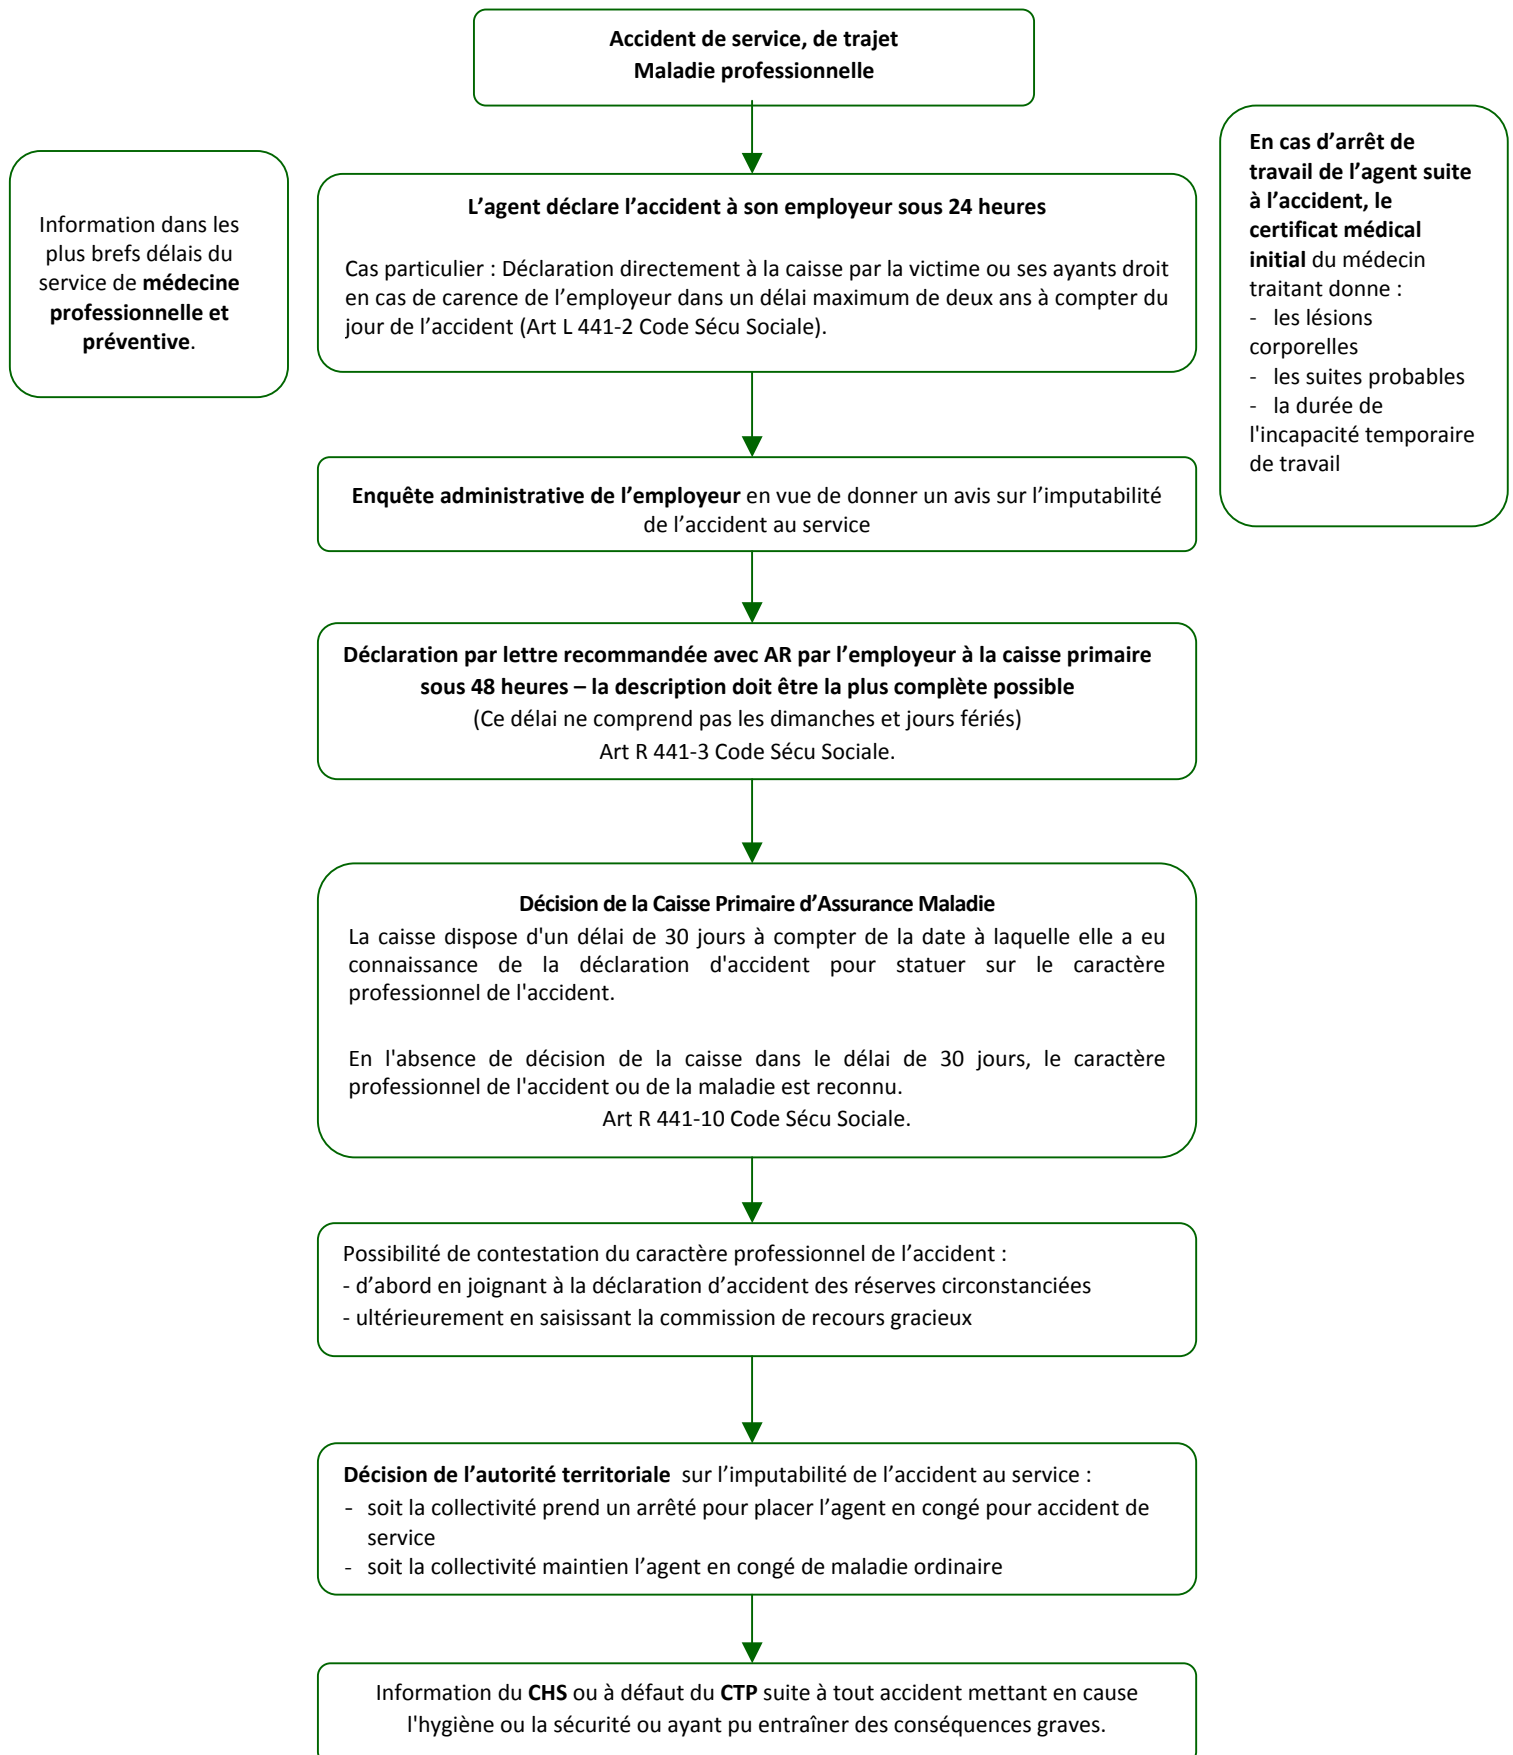 Accident de service, de trajet
Maladie professionnelle
Information dans les
plus brefs délais du
service de médecine
professionnelle et
préventive.
L’agent déclare l’accident à son employeur sous 24 heures
Cas particulier : Déclaration directement à la caisse par la victime ou ses ayants droit
en cas de carence de l’employeur dans un délai maximum de deux ans à compter du
jour de l’accident (Art L 441-2 Code Sécu Sociale).
En cas d’arrêt de
travail de l’agent suite
à l’accident, le
certificat médical
initial du médecin
traitant donne :
- les lésions
corporelles
- les suites probables
- la durée de
l'incapacité temporaire
de travail
Enquête administrative de l’employeur en vue de donner un avis sur l’imputabilité
de l’accident au service
Déclaration par lettre recommandée avec AR par l’employeur à la caisse primaire
sous 48 heures – la description doit être la plus complète possible
(Ce délai ne comprend pas les dimanches et jours fériés)
Art R 441-3 Code Sécu Sociale.
Décision de la Caisse Primaire d’Assurance Maladie
La caisse dispose d'un délai de 30 jours à compter de la date à laquelle elle a eu
connaissance de la déclaration d'accident pour statuer sur le caractère
professionnel de l'accident.
En l'absence de décision de la caisse dans le délai de 30 jours, le caractère
professionnel de l'accident ou de la maladie est reconnu.
Art R 441-10 Code Sécu Sociale.
Possibilité de contestation du caractère professionnel de l’accident :
- d’abord en joignant à la déclaration d’accident des réserves circonstanciées
- ultérieurement en saisissant la commission de recours gracieux
Décision de l’autorité territoriale sur l’imputabilité de l’accident au service :
- soit la collectivité prend un arrêté pour placer l’agent en congé pour accident de
service
- soit la collectivité maintien l’agent en congé de maladie ordinaire
Information du CHS ou à défaut du CTP suite à tout accident mettant en cause
l'hygiène ou la sécurité ou ayant pu entraîner des conséquences graves.